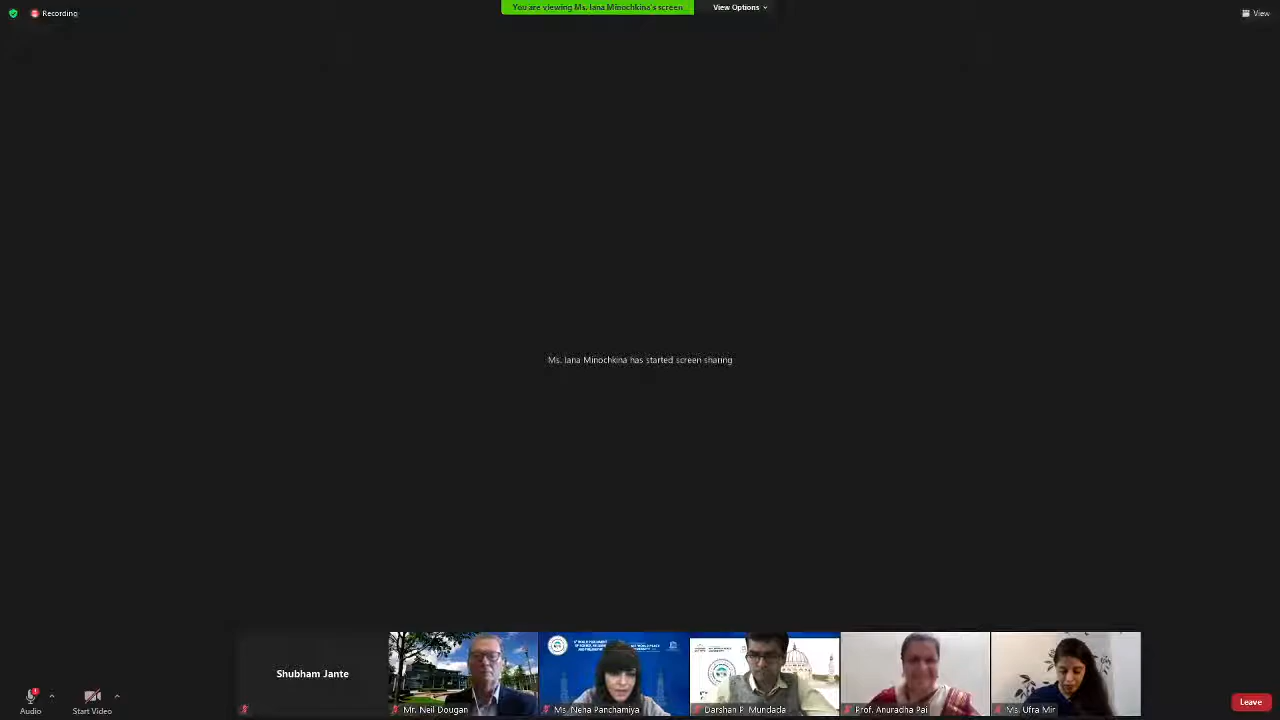 Recording
You are viewing Ms. Iana Minochkina's screen
View Options
View
Ms. Iana Minochkina has started screen sharing
Shubham Jante
Mr. Neil Dougan
Ms. Neha Panchamiya
Darshan P. Mundada
Prof. Anuradha Pai
Ms. Ufra Mir
Audio
Start Video
Leave